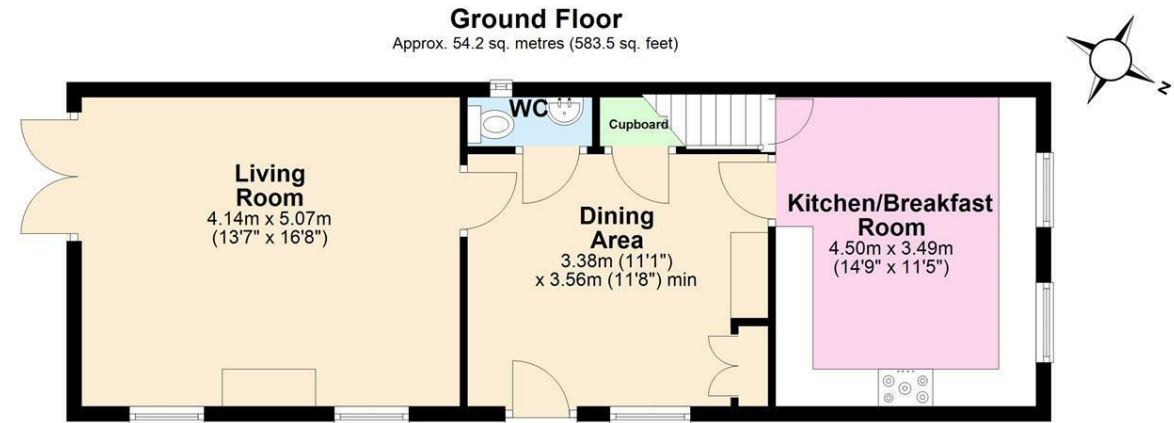 Ground Floor
Approx. 54.2 sq. metres (583.5 sq. feet)
N
WC
Cupboard
Living
Room
4.14m x 5.07m
(13'7" x 16'8")
Dining
Area
3.38m (11'1")
x 3.56m (11'8") min
Kitchen/Breakfast
Room
4.50m x 3.49m
(14'9" x 11'5")